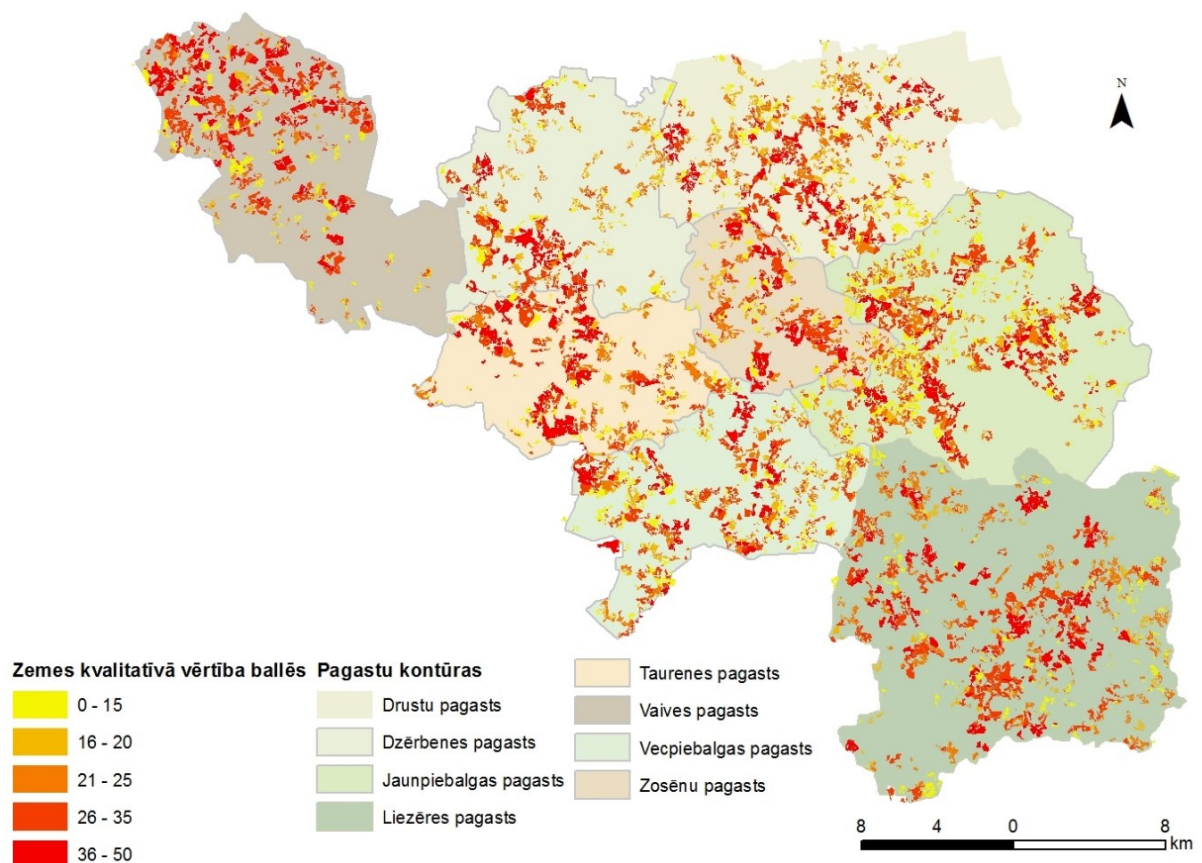 N
Zemes kvalitatīvā vērtība ballēs
0 - 15
16 - 20
21 - 25
26 - 35
36 - 50
Pagastu kontūras
Drustu pagasts
Dzērbenes pagasts
Jaunpiebalgas pagasts
Liezēres pagasts
Taurenes pagasts
Vaives pagasts
Vecpiebalgas pagasts
Zosēnu pagasts
8 4 0 8
km